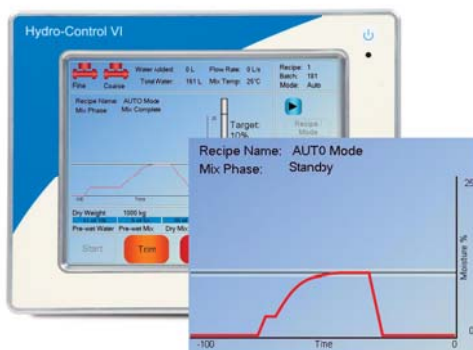 Hydro-Control VI
Water added: 0 L Flow Rate: 0 L/s
Recipe: 1
Fine Coarse Total Water: 161 L Mix Temp: 25°C
Batch: 181
Mode: Auto
Recipe Name: AUTO Mode
Mix Phase: Mix Complete
Target:
10%
Recipe
Mode
-100 Time
Dry Weight 1000 kg
Pre-wet Water Pre-wet Mix Dry Mix
Start Trim
Recipe Name: AUT0 Mode
Mix Phase: Standby
25
Moisture %
0
-100 Time 0